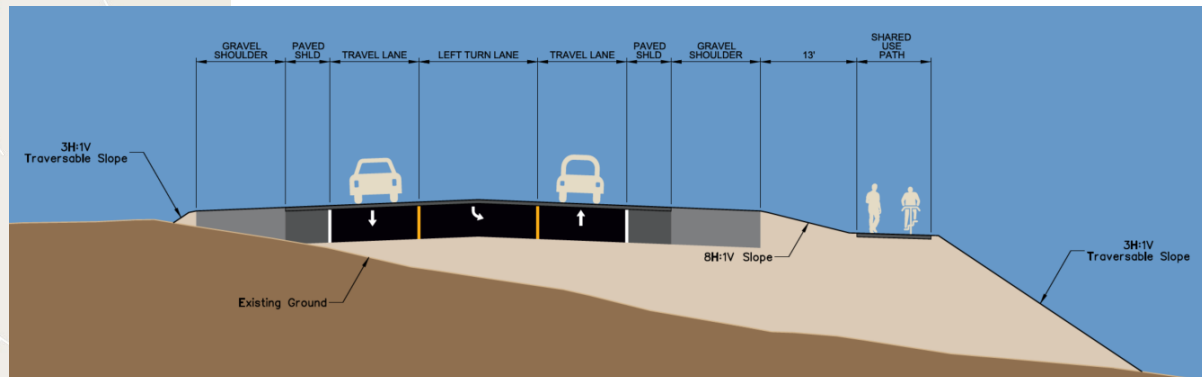 GRAVEL
SHOULDER
PAVED
SHLD
TRAVEL LANE
LEFT TURN LANE
TRAVEL LANE
PAVED
SHLD
GRAVEL
SHOULDER
13'
SHARED
USE
PATH
3H:1V
Traversable Slope
8H:1V Slope
3H:1V
Traversable Slope
Existing Ground